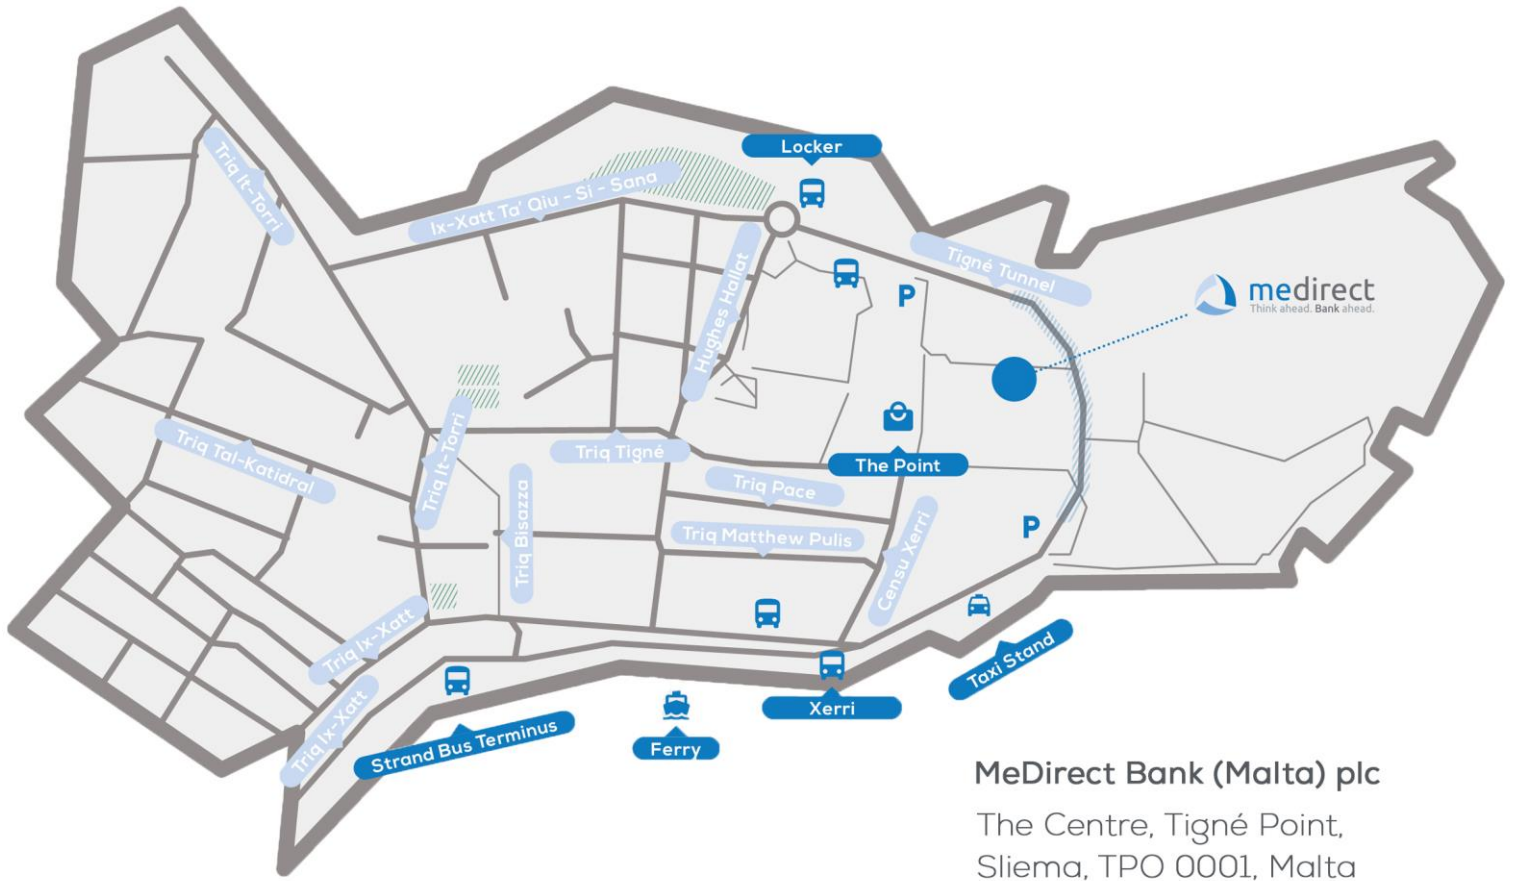 Locker
Triq It-Torri
Ix-Xatt Ta' Qiu - Si - Sana
Tigné Tunnel
Hughes Hallat
P
medirect
Think ahead. Bank ahead.
Triq Tal-Katidral
Triq It-Torri
Triq Tigné
The Point
Triq Bisazza
Triq Pace
Triq Matthew Pulis
Censu Xerri
P
Triq Ix-Xatt
Triq Ix-Xatt
Strand Bus Terminus
Ferry
Xerri
Taxi Stand
MeDirect Bank (Malta) plc
The Centre, Tigné Point,
Sliema, TPO 0001, Malta